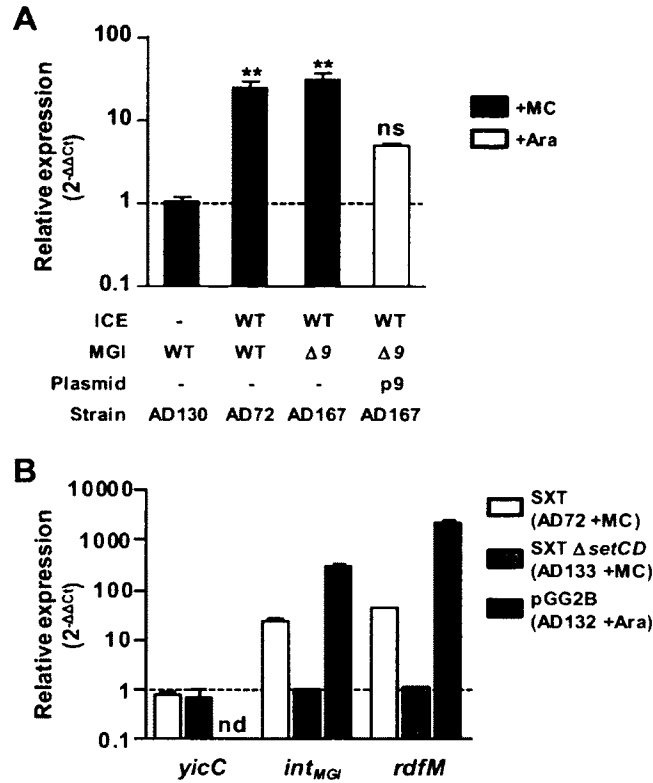 A
Relative expression
(2-ΔΔCt)
100
10
1
0.1
**
**
ns
+MC
+Ara
ICE - WT WT WT
MGI WT WT Δ9 Δ9
Plasmid - - - p9
Strain AD130 AD72 AD167 AD167
B
Relative expression
(2-ΔΔCt)
10000
1000
100
10
1
0.1
nd
yicC intMGI rdfM
SXT
(AD72 +MC)
SXT ΔsetCD
(AD133 +MC)
pGG2B
(AD132 +Ara)